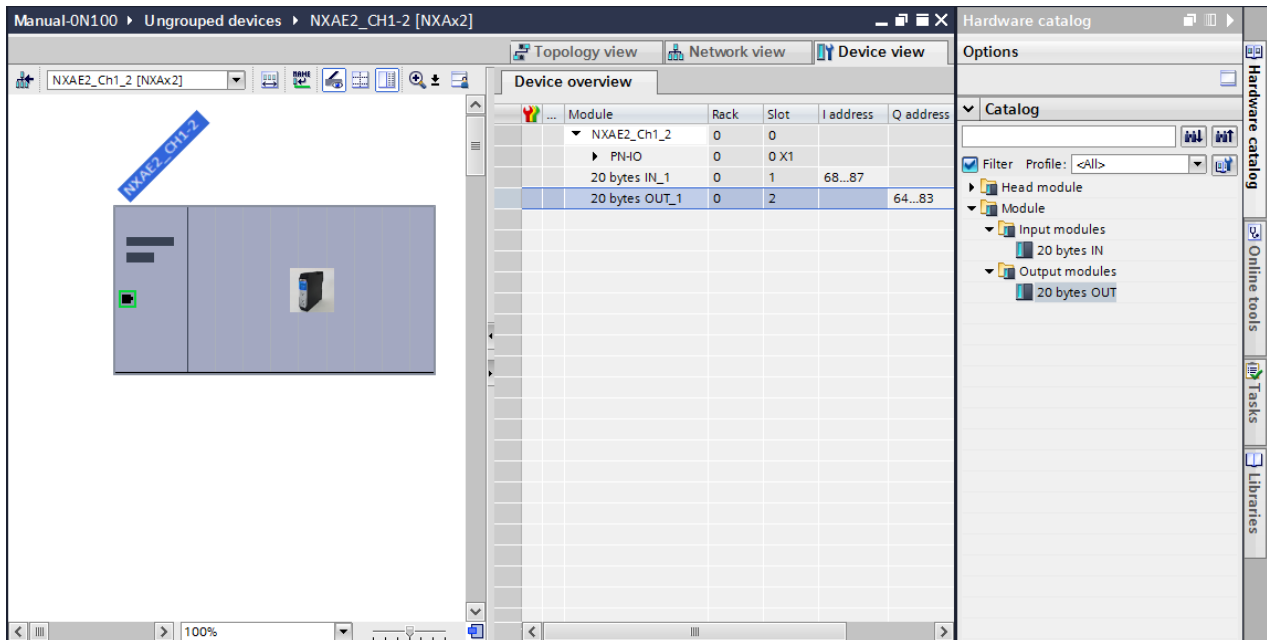 Manual-0N100 ▸ Ungrouped devices ▸ NXAE2_CH1-2 [NXAx2]
Topology view
Network view
Device view
NXAE2_Ch1_2 [NXAx2]
NXAE2_CH1-2
100%
Device overview
... Module Rack Slot I address Q address
NXAE2_Ch1_2 0 0
PN-IO 0 0 X1
20 bytes IN_1 0 1 68...87
20 bytes OUT_1 0 2 64...83
Hardware catalog
Options
Catalog
Filter Profile: <All>
Head module
Module
Input modules
20 bytes IN
Output modules
20 bytes OUT
Hardware catalog
Online tools
Tasks
Libraries